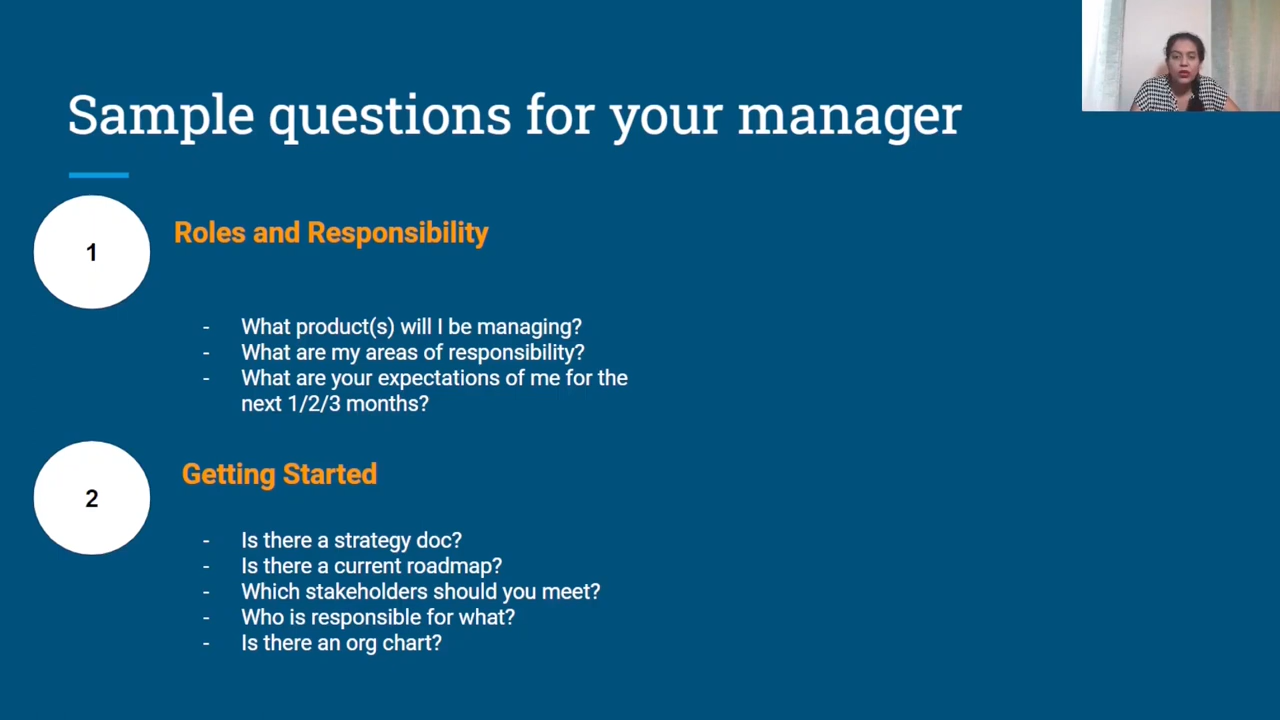 Sample questions for your manager
1
Roles and Responsibility
- What product(s) will I be managing?
- What are my areas of responsibility?
- What are your expectations of me for the
next 1/2/3 months?
2
Getting Started
- Is there a strategy doc?
- Is there a current roadmap?
- Which stakeholders should you meet?
- Who is responsible for what?
- Is there an org chart?